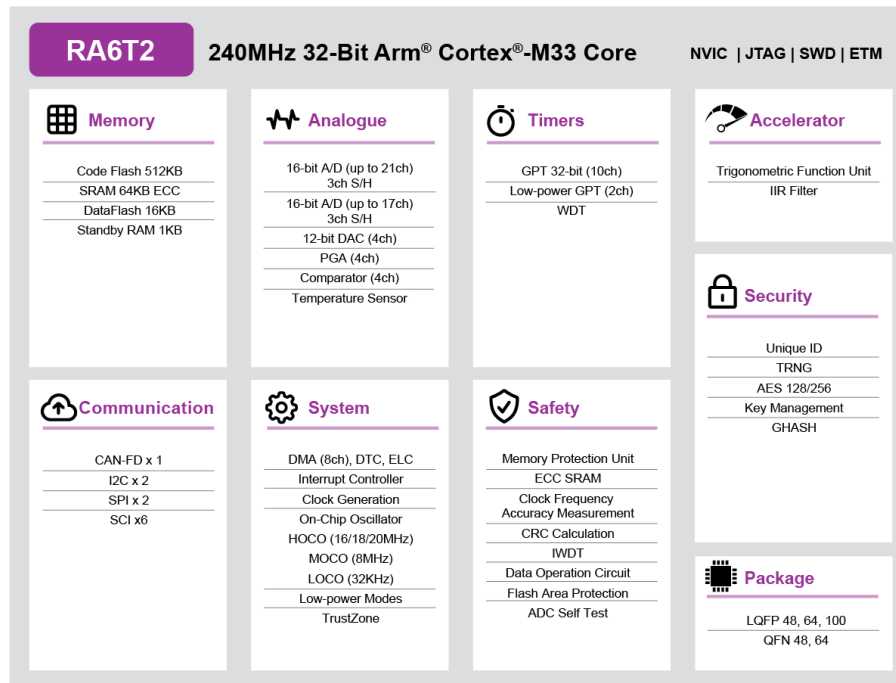 RA6T2
240MHz 32-Bit Arm® Cortex®-M33 Core
NVIC | JTAG | SWD | ETM
Memory
Code Flash 512KB
SRAM 64KB ECC
DataFlash 16KB
Standby RAM 1KB
Analogue
16-bit A/D (up to 21ch)
3ch S/H
16-bit A/D (up to 17ch)
3ch S/H
12-bit DAC (4ch)
PGA (4ch)
Comparator (4ch)
Temperature Sensor
Timers
GPT 32-bit (10ch)
Low-power GPT (2ch)
WDT
Accelerator
Trigonometric Function Unit
IIR Filter
Security
Unique ID
TRNG
AES 128/256
Key Management
GHASH
Communication
CAN-FD x 1
I2C x 2
SPI x 2
SCI x6
System
DMA (8ch), DTC, ELC
Interrupt Controller
Clock Generation
On-Chip Oscillator
HOCO (16/18/20MHz)
MOCO (8MHz)
LOCO (32KHz)
Low-power Modes
TrustZone
Safety
Memory Protection Unit
ECC SRAM
Clock Frequency
Accuracy Measurement
CRC Calculation
IWDT
Data Operation Circuit
Flash Area Protection
ADC Self Test
Package
LQFP 48, 64, 100
QFN 48, 64